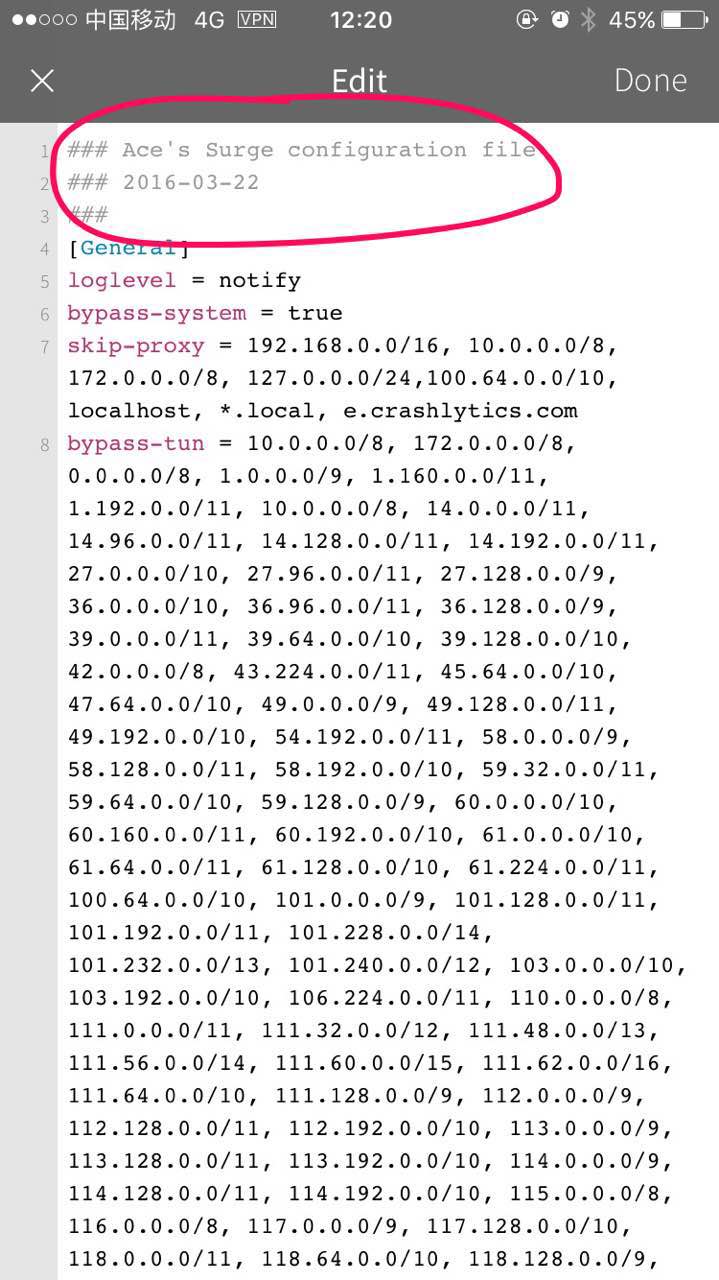 中国移动 4G VPN 12:20 45%
Edit Done
1 ### Ace's Surge configuration file
2 ### 2016-03-22
3 ###
4 [General]
5 loglevel = notify
6 bypass-system = true
7 skip-proxy = 192.168.0.0/16, 10.0.0.0/8,
172.0.0.0/8, 127.0.0.0/24,100.64.0.0/10,
localhost, *.local, e.crashlytics.com
8 bypass-tun = 10.0.0.0/8, 172.0.0.0/8,
0.0.0.0/8, 1.0.0.0/9, 1.160.0.0/11,
1.192.0.0/11, 10.0.0.0/8, 14.0.0.0/11,
14.96.0.0/11, 14.128.0.0/11, 14.192.0.0/11,
27.0.0.0/10, 27.96.0.0/11, 27.128.0.0/9,
36.0.0.0/10, 36.96.0.0/11, 36.128.0.0/9,
39.0.0.0/11, 39.64.0.0/10, 39.128.0.0/10,
42.0.0.0/8, 43.224.0.0/11, 45.64.0.0/10,
47.64.0.0/10, 49.0.0.0/9, 49.128.0.0/11,
49.192.0.0/10, 54.192.0.0/11, 58.0.0.0/9,
58.128.0.0/11, 58.192.0.0/10, 59.32.0.0/11,
59.64.0.0/10, 59.128.0.0/9, 60.0.0.0/10,
60.160.0.0/11, 60.192.0.0/10, 61.0.0.0/10,
61.64.0.0/11, 61.128.0.0/10, 61.224.0.0/11,
100.64.0.0/10, 101.0.0.0/9, 101.128.0.0/11,
101.192.0.0/11, 101.228.0.0/14,
101.232.0.0/13, 101.240.0.0/12, 103.0.0.0/10,
103.192.0.0/10, 106.224.0.0/11, 110.0.0.0/8,
111.0.0.0/11, 111.32.0.0/12, 111.48.0.0/13,
111.56.0.0/14, 111.60.0.0/15, 111.62.0.0/16,
111.64.0.0/10, 111.128.0.0/9, 112.0.0.0/9,
112.128.0.0/11, 112.192.0.0/10, 113.0.0.0/9,
113.128.0.0/11, 113.192.0.0/10, 114.0.0.0/9,
114.128.0.0/11, 114.192.0.0/10, 115.0.0.0/8,
116.0.0.0/8, 117.0.0.0/9, 117.128.0.0/10,
118.0.0.0/11, 118.64.0.0/10, 118.128.0.0/9,